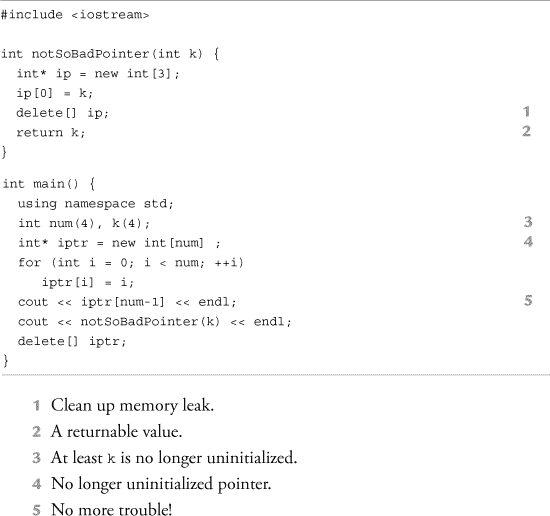 #include <iostream>
int notSoBadPointer(int k) {
int* ip = new int[3];
ip[0] = k;
delete[] ip; 1
return k; 2
}
int main() {
using namespace std;
int num(4), k(4); 3
int* iptr = new int[num] ; 4
for (int i = 0; i < num; ++i)
iptr[i] = i;
cout << iptr[num-1] << endl; 5
cout << notSoBadPointer(k) << endl;
delete[] iptr;
}
1 Clean up memory leak.
2 A returnable value.
3 At least k is no longer uninitialized.
4 No longer uninitialized pointer.
5 No more trouble!